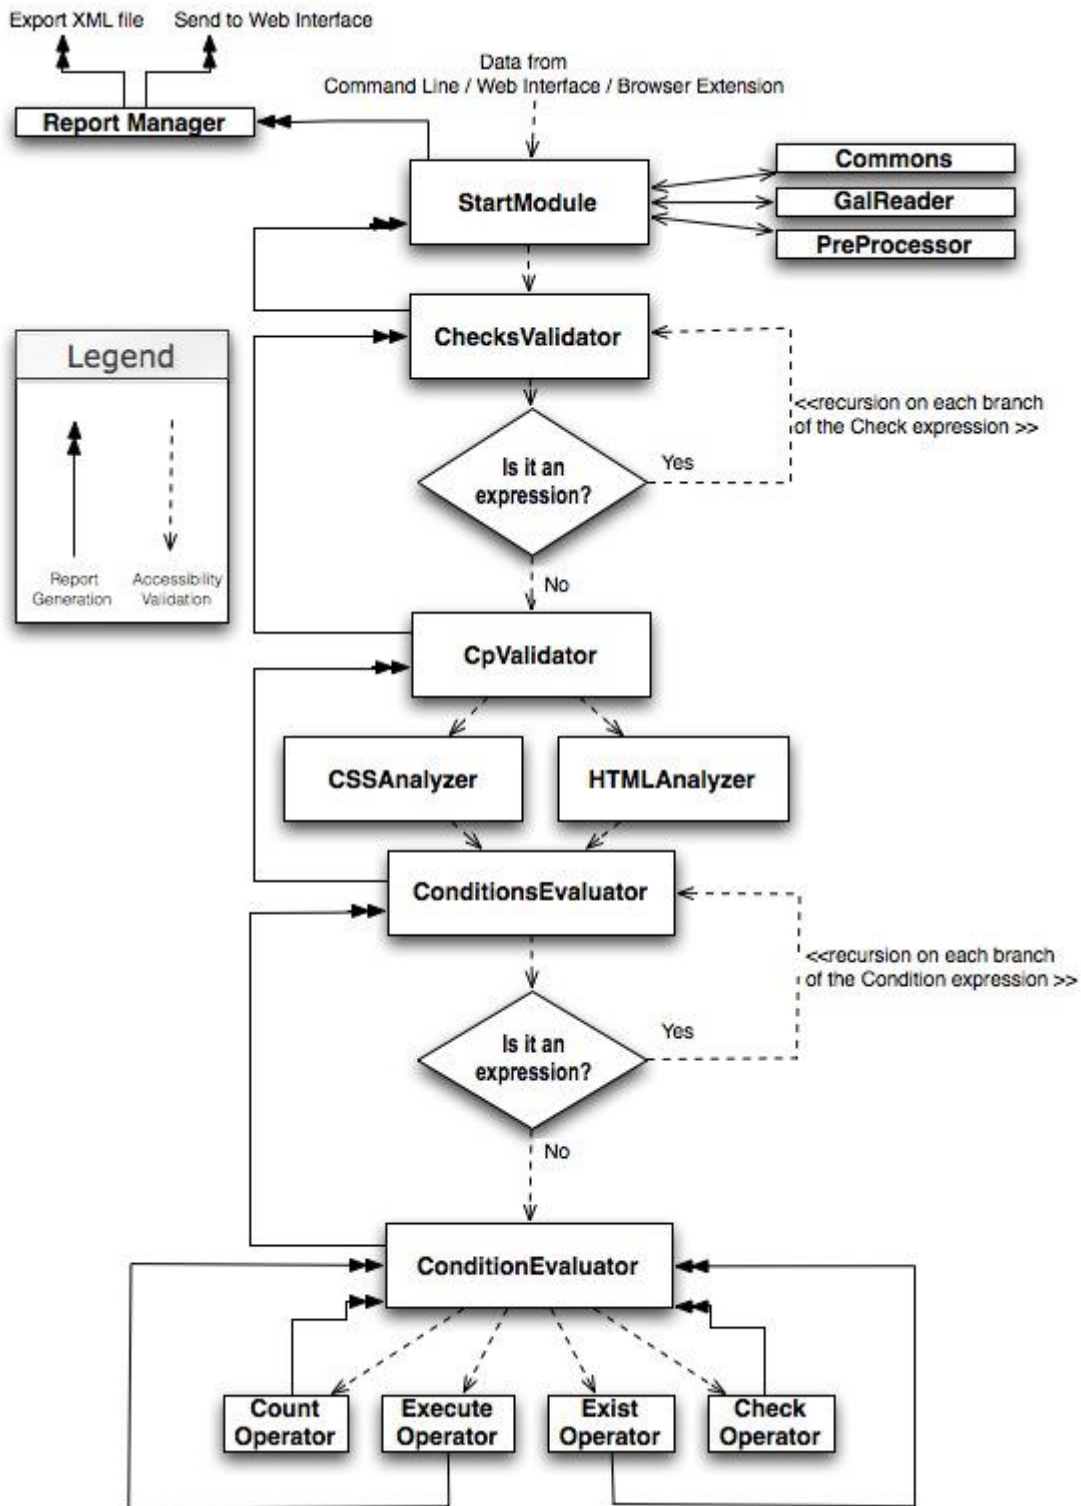 Export XML file
Send to Web Interface
Data from
Command Line / Web Interface / Browser Extension
Report Manager
Commons
StartModule
GalReader
PreProcessor
ChecksValidator
Legend
<<recursion on each branch
of the Check expression >>
Is it an
expression?
Yes
Report
Generation
Accessibility
Validation
No
CpValidator
CSSAnalyzer
HTMLAnalyzer
ConditionsEvaluator
<<recursion on each branch
of the Condition expression >>
Is it an
expression?
Yes
No
ConditionEvaluator
Count
Operator
Execute
Operator
Exist
Operator
Check
Operator